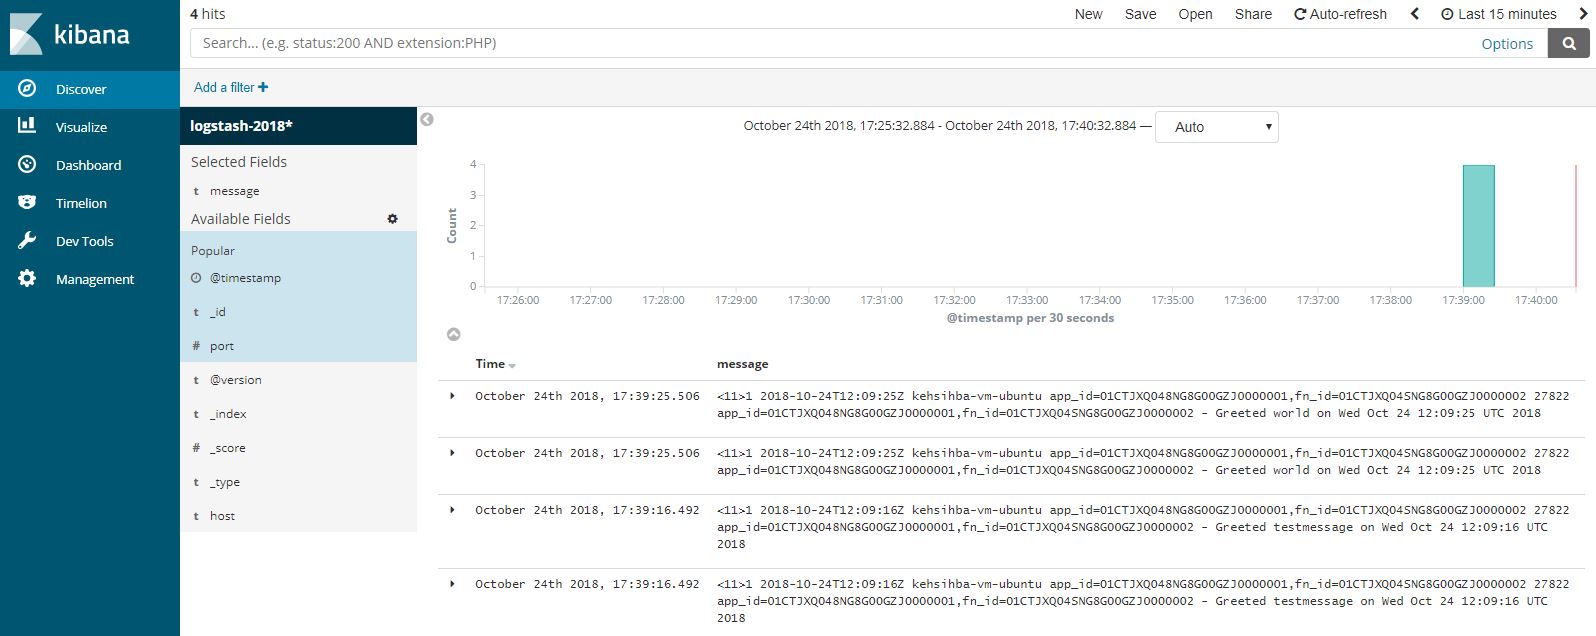 kibana
Discover
Visualize
Dashboard
Timelion
Dev Tools
Management
4 hits
New Save Open Share Auto-refresh Last 15 minutes
Search... (e.g. status:200 AND extension:PHP) Options
Add a filter +
logstash-2018*
Selected Fields
t message
Available Fields
Popular
@timestamp
t _id
# port
t @version
t _index
# _score
t _type
t host
October 24th 2018, 17:25:32.884 - October 24th 2018, 17:40:32.884 — Auto
Count
4
3
2
1
0
17:26:00 17:27:00 17:28:00 17:29:00 17:30:00 17:31:00 17:32:00 17:33:00 17:34:00 17:35:00 17:36:00 17:37:00 17:38:00 17:39:00 17:40:00
@timestamp per 30 seconds
Time message
October 24th 2018, 17:39:25.506 <11>1 2018-10-24T12:09:25Z kehsihba-vm-ubuntu app_id=01CTJXQ048NG8G00GZJ0000001,fn_id=01CTJXQ04SNG8G00GZJ0000002 27822
app_id=01CTJXQ048NG8G00GZJ0000001,fn_id=01CTJXQ04SNG8G00GZJ0000002 - Greeted world on Wed Oct 24 12:09:25 UTC 2018
October 24th 2018, 17:39:25.506 <11>1 2018-10-24T12:09:25Z kehsihba-vm-ubuntu app_id=01CTJXQ048NG8G00GZJ0000001,fn_id=01CTJXQ04SNG8G00GZJ0000002 27822
app_id=01CTJXQ048NG8G00GZJ0000001,fn_id=01CTJXQ04SNG8G00GZJ0000002 - Greeted world on Wed Oct 24 12:09:25 UTC 2018
October 24th 2018, 17:39:16.492 <11>1 2018-10-24T12:09:16Z kehsihba-vm-ubuntu app_id=01CTJXQ048NG8G00GZJ0000001,fn_id=01CTJXQ04SNG8G00GZJ0000002 27822
app_id=01CTJXQ048NG8G00GZJ0000001,fn_id=01CTJXQ04SNG8G00GZJ0000002 - Greeted testmessage on Wed Oct 24 12:09:16 UTC
2018
October 24th 2018, 17:39:16.492 <11>1 2018-10-24T12:09:16Z kehsihba-vm-ubuntu app_id=01CTJXQ048NG8G00GZJ0000001,fn_id=01CTJXQ04SNG8G00GZJ0000002 27822
app_id=01CTJXQ048NG8G00GZJ0000001,fn_id=01CTJXQ04SNG8G00GZJ0000002 - Greeted testmessage on Wed Oct 24 12:09:16 UTC
2018